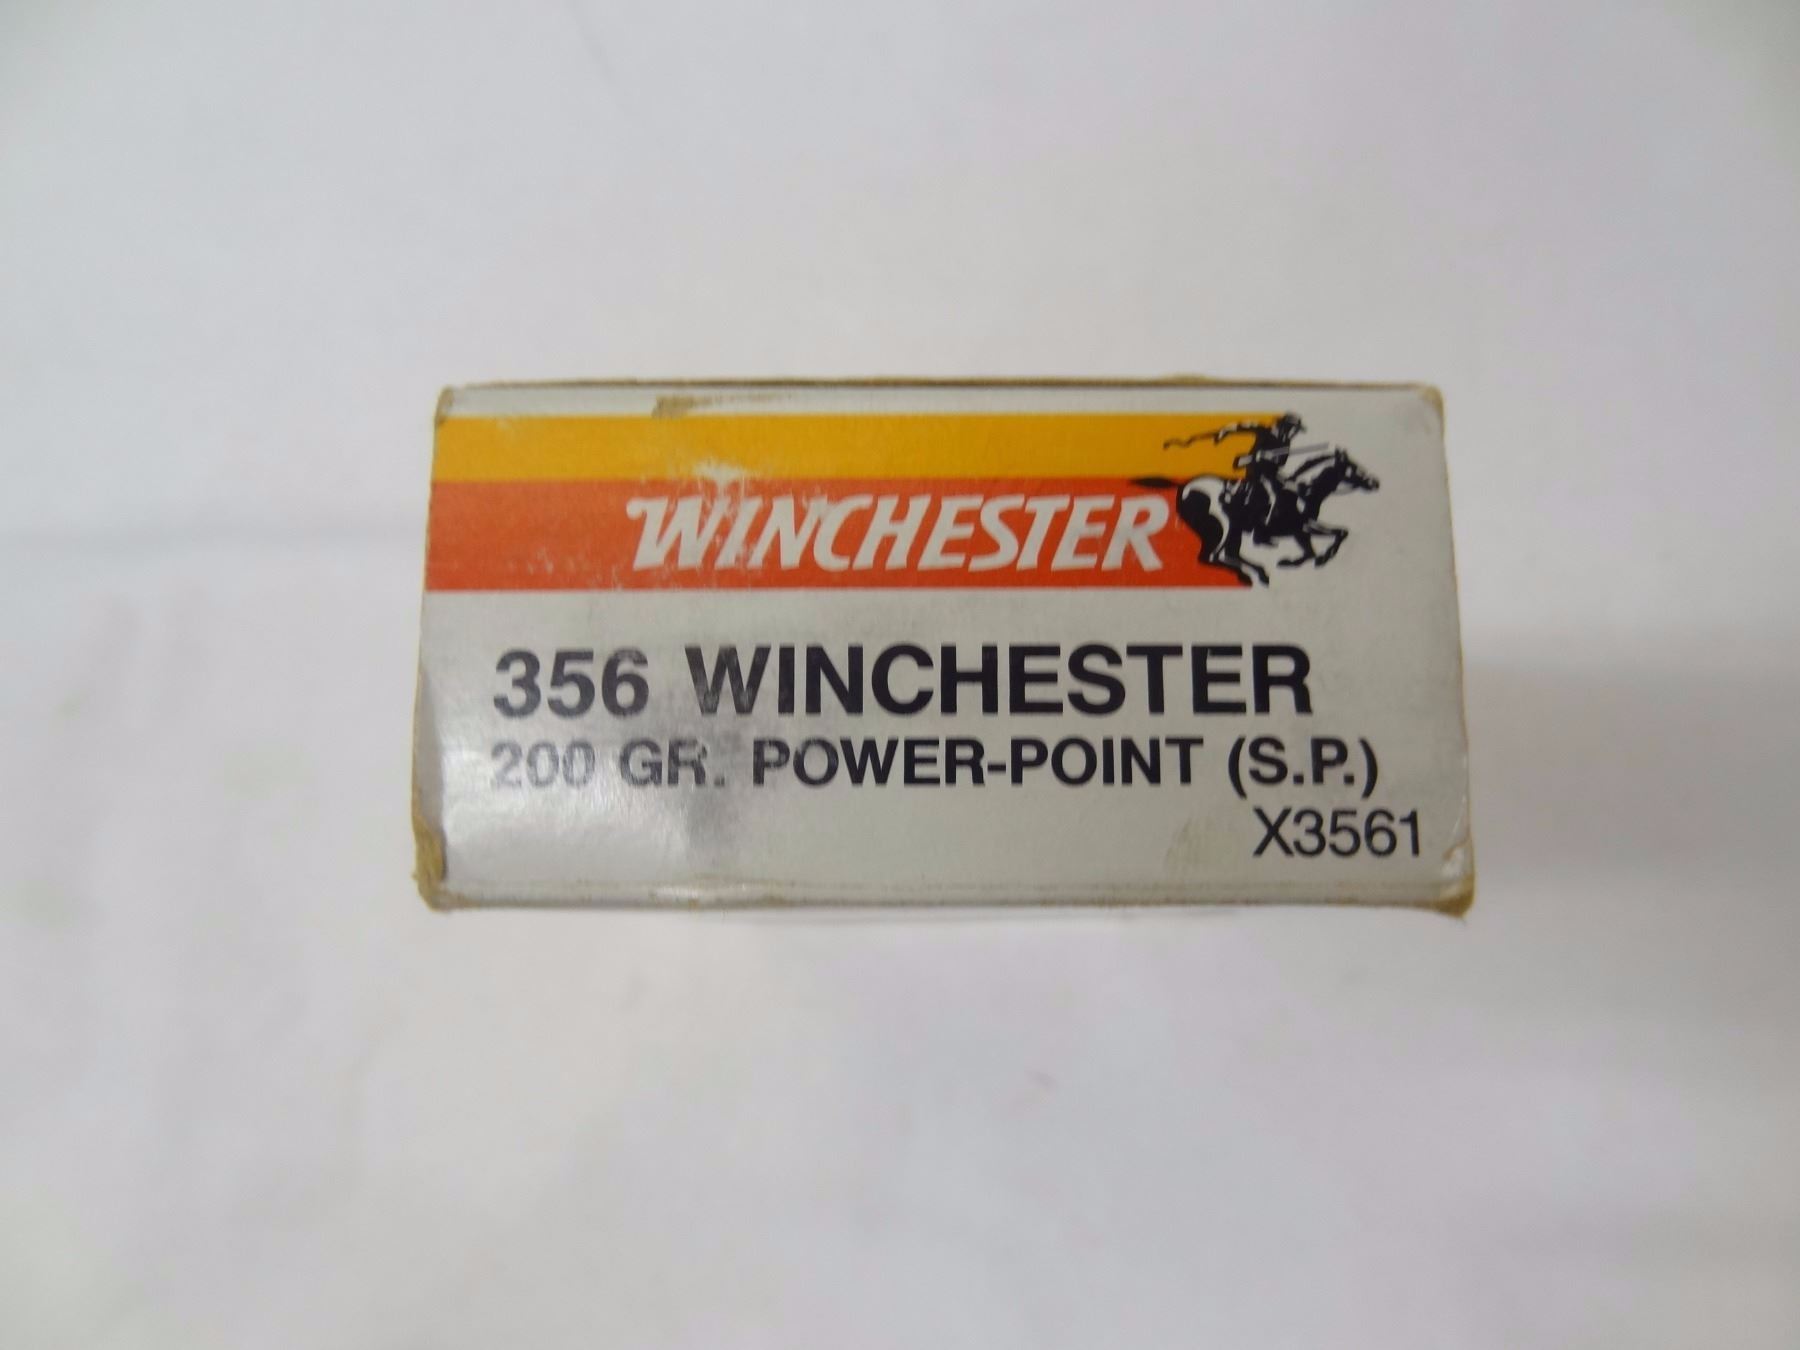 WINCHESTER
356 WINCHESTER
200 GR. POWER-POINT (S.P.)
X3561